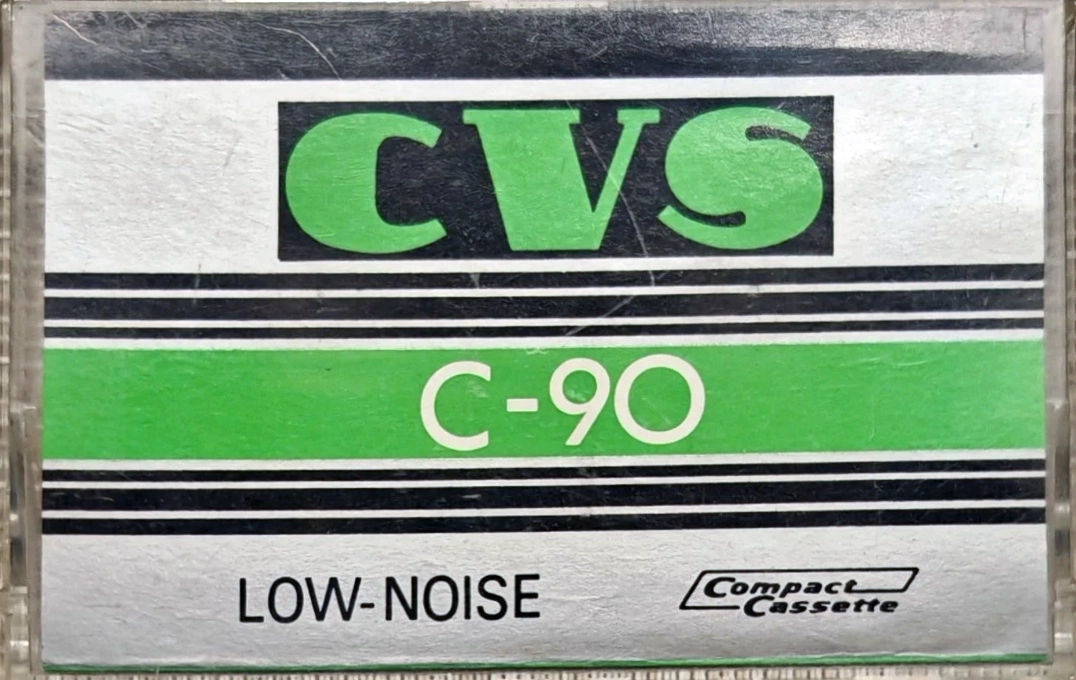 CVS
C-90
LOW-NOISE
Compact
Cassette